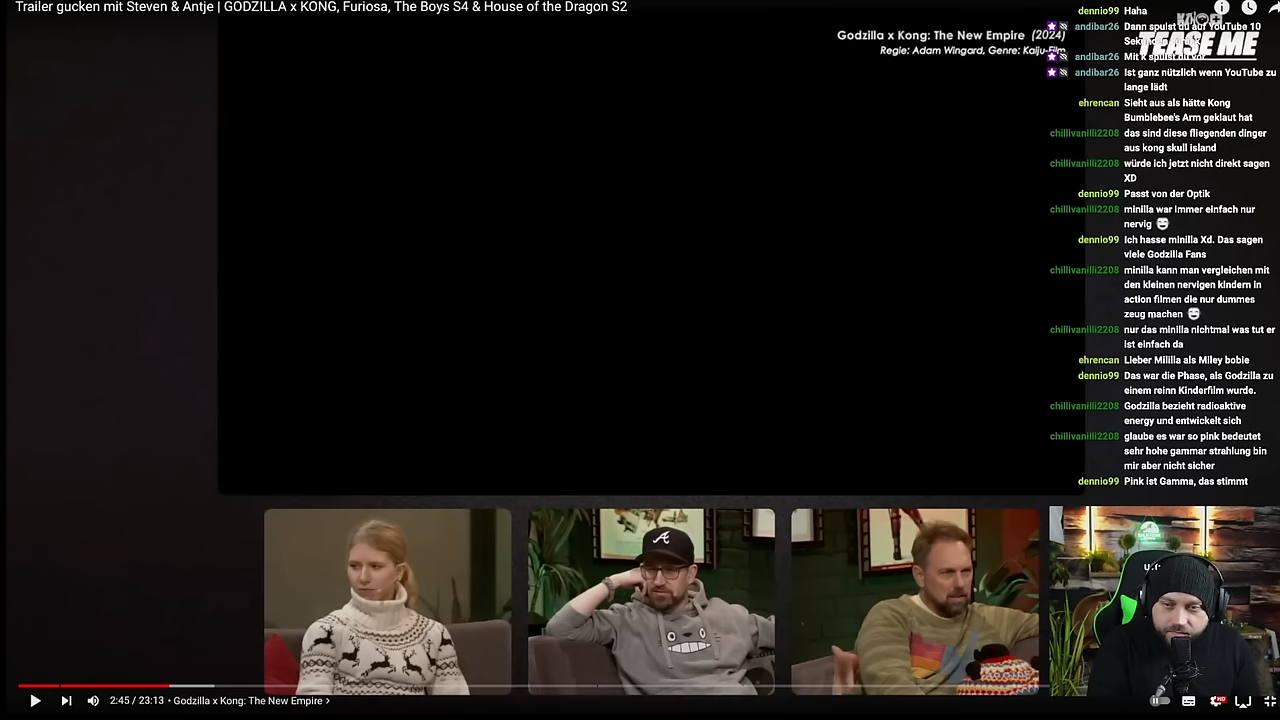 Trailer gucken mit Steven & Antje | GODZILLA x KONG, Furiosa, The Boys S4 & House of the Dragon S2
Godzilla x Kong: The New Empire (2024)
Regie: Adam Wingard, Genre: Kaiju-Film
TEASE ME
dennio99 Haha
andibar26 Dann spulst du auf YouTube 10
andibar26 Mit k spulst du vor
andibar26 Ist ganz nützlich wenn YouTube zu
lange lädt
ehrencan Sieht aus als hätte Kong
Bumblebee's Arm geklaut hat
chillivanilli2208 das sind diese fliegenden dinger
aus kong skull island
chillivanilli2208 würde ich jetzt nicht direkt sagen
XD
dennio99 Passt von der Optik
chillivanilli2208 minilla war immer einfach nur
nervig
dennio99 Ich hasse minilla Xd. Das sagen
viele Godzilla Fans
chillivanilli2208 minilla kann man vergleichen mit
den kleinen nervigen kindern in
action filmen die nur dummes
zeug machen
chillivanilli2208 nur das minilla nichtmal was tut er
ist einfach da
ehrencan Lieber Mililla als Miley bobie
dennio99 Das war die Phase, als Godzilla zu
einem reinn Kinderfilm wurde.
chillivanilli2208 Godzilla bezieht radioaktive
energy und entwickelt sich
chillivanilli2208 glaube es war so pink bedeutet
sehr hohe gammar strahlung bin
mir aber nicht sicher
dennio99 Pink ist Gamma, das stimmt
2:45 / 23:13 • Godzilla x Kong: The New Empire >
HD